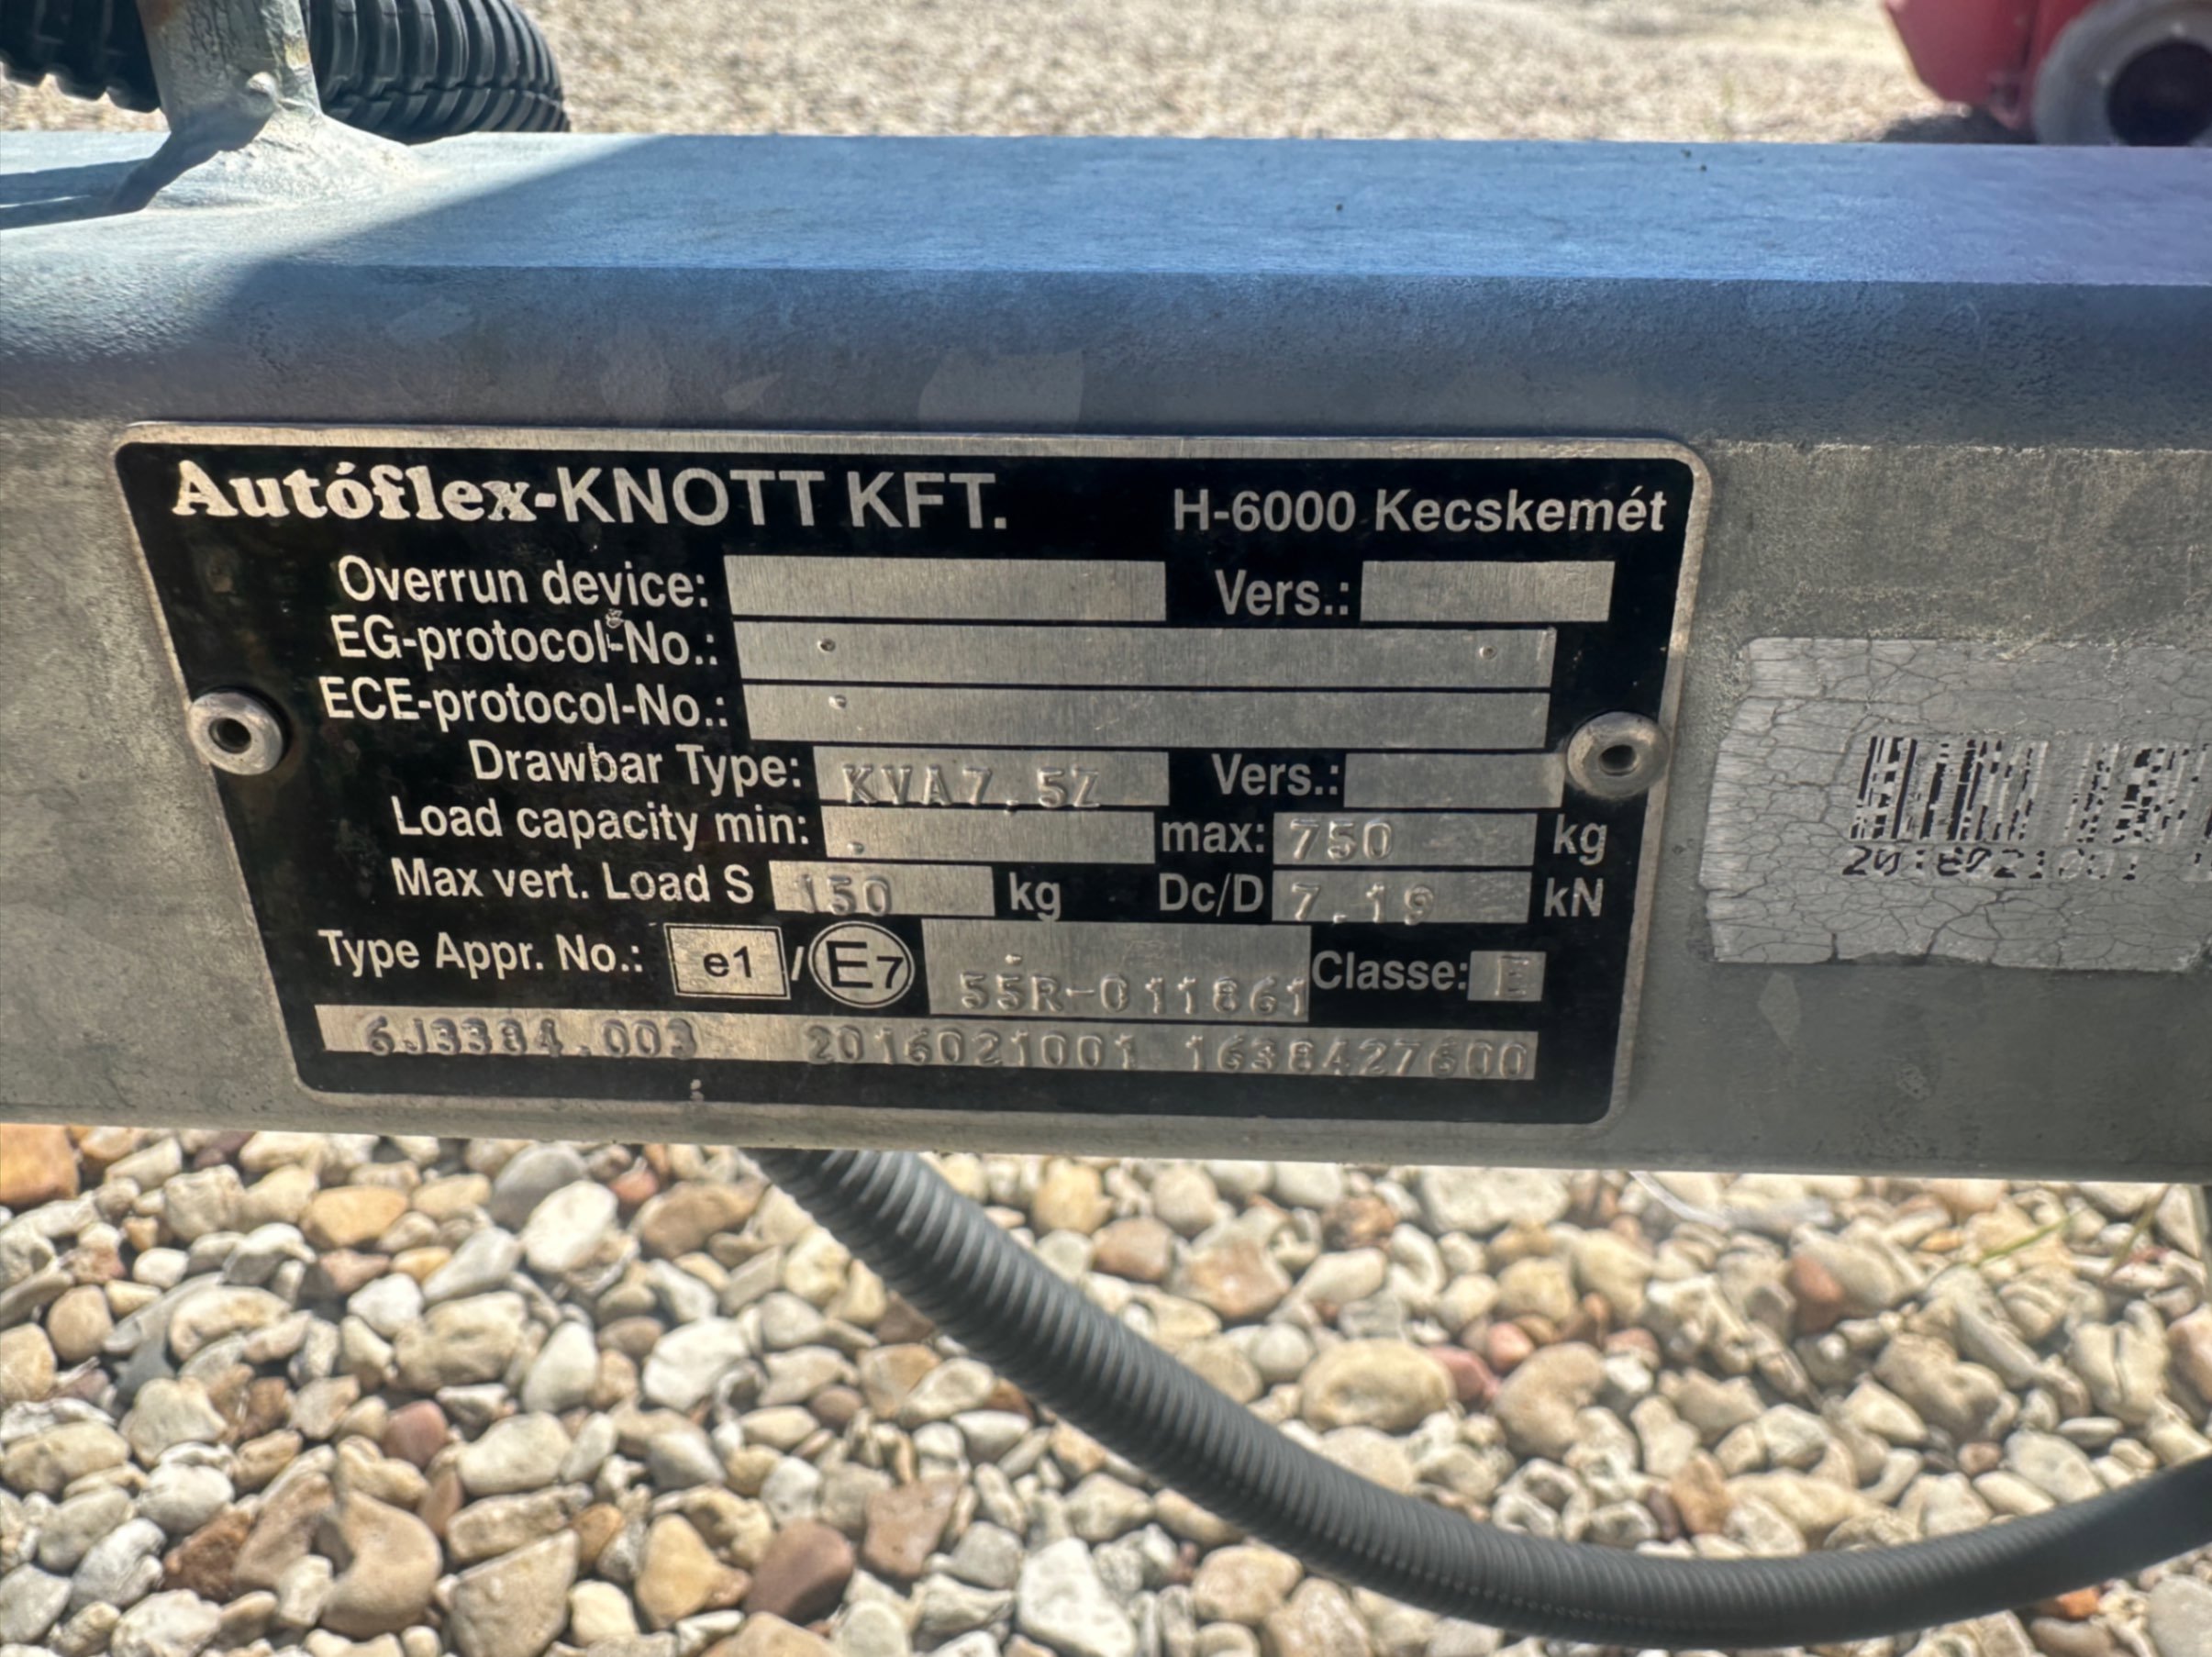 Autóflex-KNOTT KFT. H-6000 Kecskemét
Overrun device: Vers.:
EG-protocol-No.:
ECE-protocol-No.:
Drawbar Type: KVA7.5Z Vers.:
Load capacity min: max: 750 kg
Max vert. Load S 150 kg Dc/D 7.19 kN
Type Appr. No.: e1 / E7 55R-011861 Classe: E
6J3384.003 2016021001 1638427600